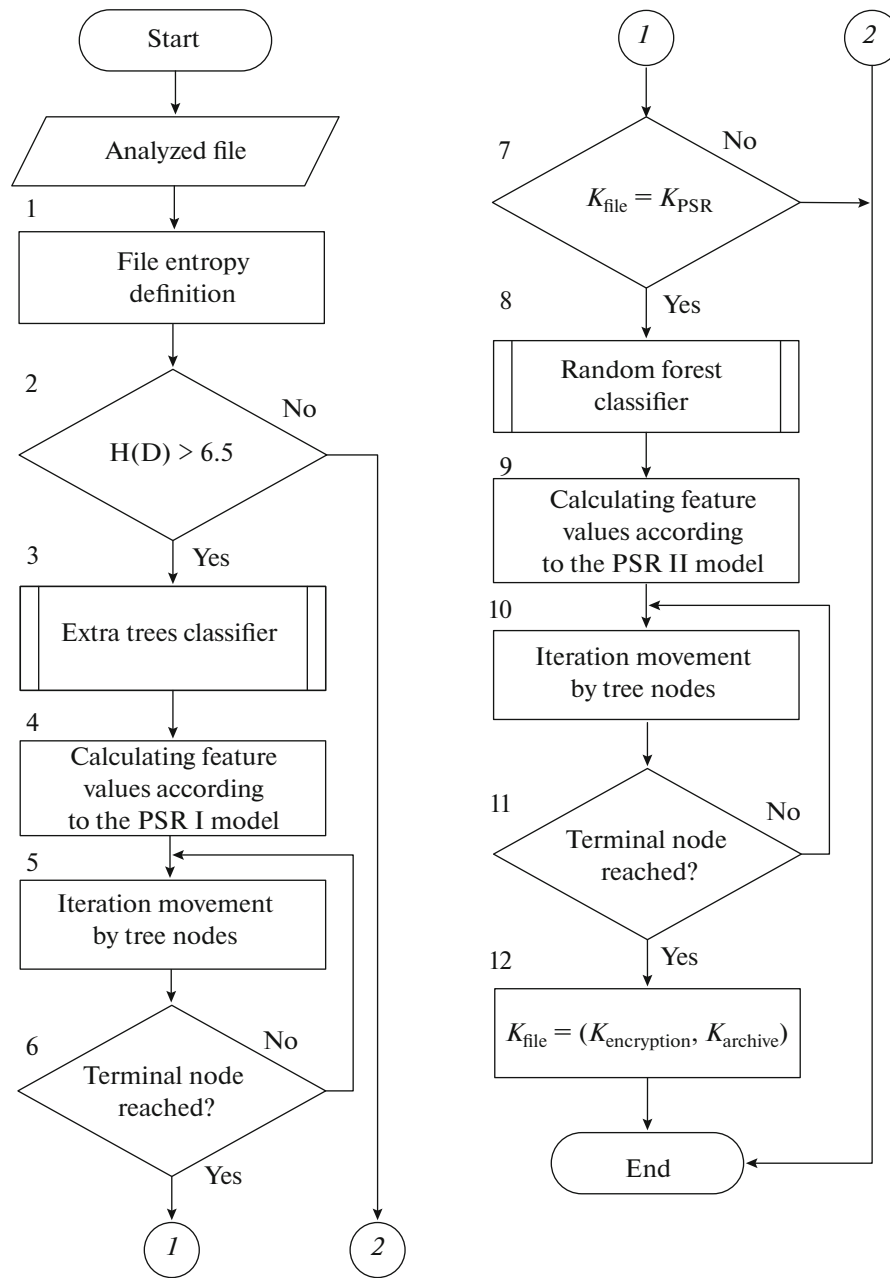 Start
Analyzed file
1
File entropy
definition
2
No
H(D) > 6.5
Yes
3
Extra trees classifier
4
Calculating feature
values according
to the PSR I model
5
Iteration movement
by tree nodes
6
No
Terminal node
reached?
Yes
1
2
1
2
7
No
K_file = K_PSR
Yes
8
Random forest
classifier
9
Calculating feature
values according
to the PSR II model
10
Iteration movement
by tree nodes
11
No
Terminal node
reached?
Yes
12
K_file = (K_encryption, K_archive)
End